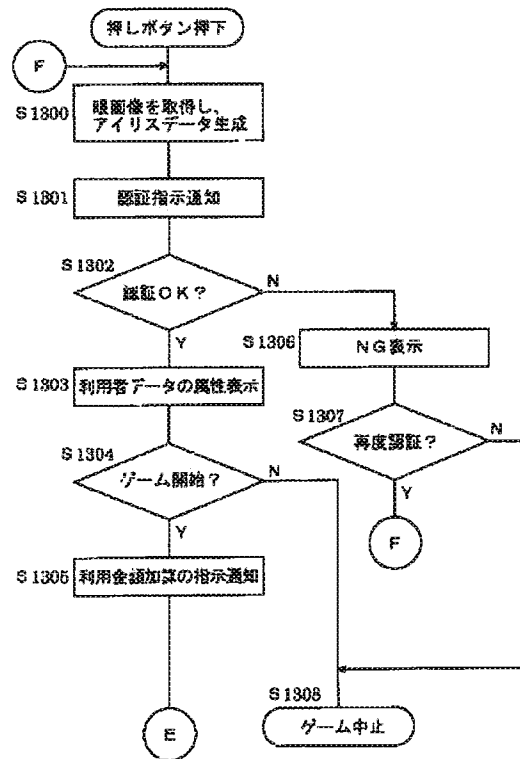 押しボタン押下
F
S1300
眼画像を取得し、
アイリスデータ生成
S1301
認証指示通知
S1302
認証OK?
N
Y
S1306
NG表示
S1303
利用者データの属性表示
S1307
再度認証?
N
Y
F
S1304
ゲーム開始?
N
Y
S1305
利用金額加算の指示通知
S1308
ゲーム中止
E